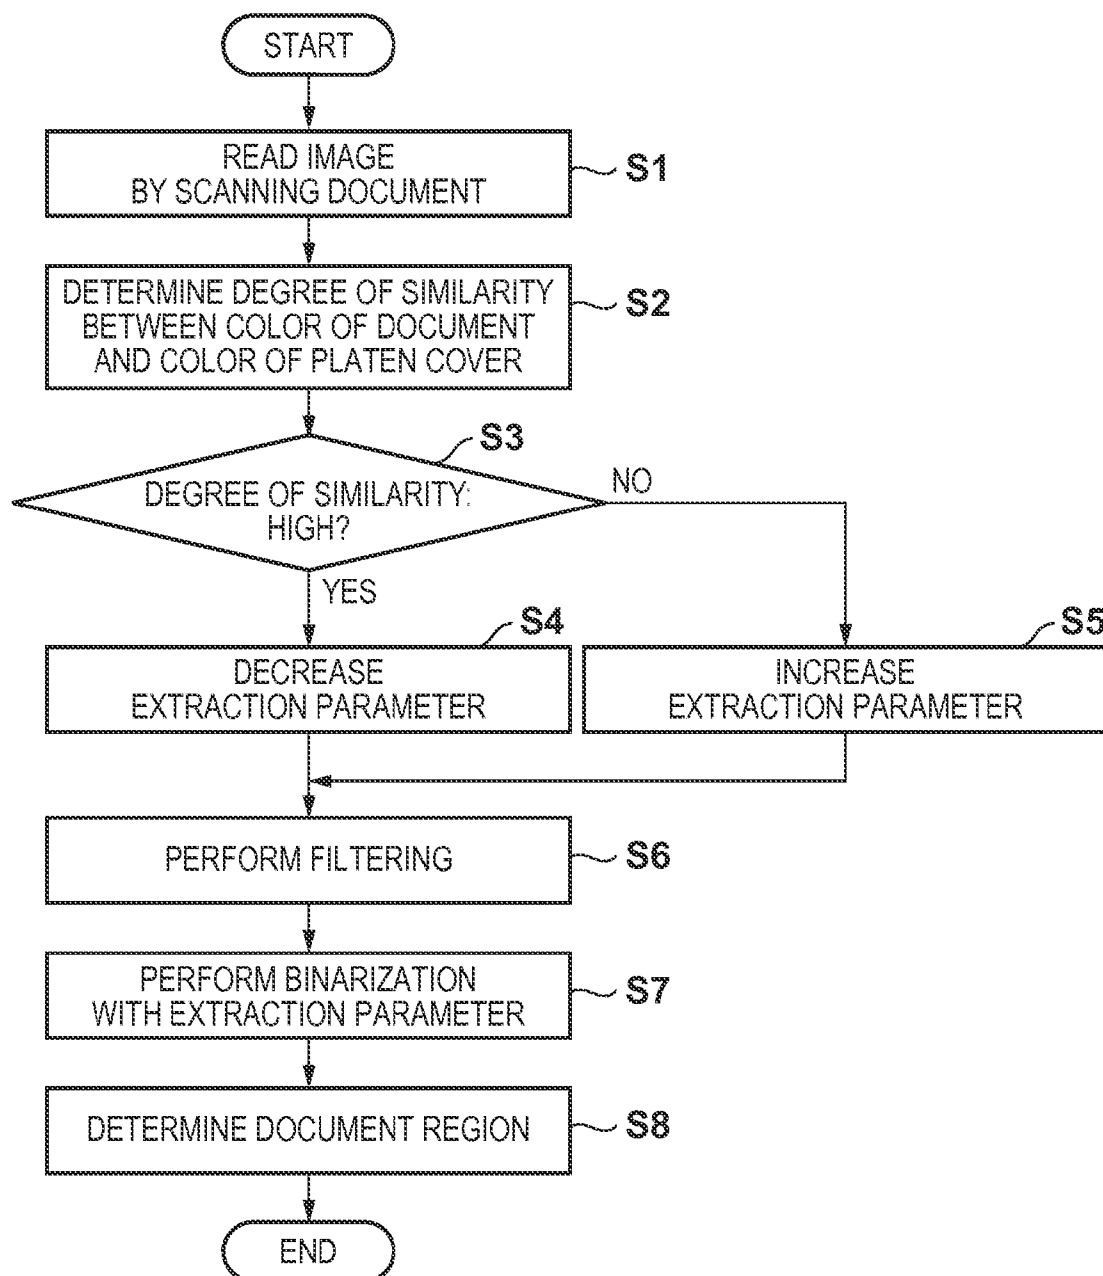 START
READ IMAGE
BY SCANNING DOCUMENT
S1
DETERMINE DEGREE OF SIMILARITY
BETWEEN COLOR OF DOCUMENT
AND COLOR OF PLATEN COVER
S2
S3
DEGREE OF SIMILARITY:
HIGH?
NO
YES
S4
DECREASE
EXTRACTION PARAMETER
S5
INCREASE
EXTRACTION PARAMETER
PERFORM FILTERING
S6
PERFORM BINARIZATION
WITH EXTRACTION PARAMETER
S7
DETERMINE DOCUMENT REGION
S8
END